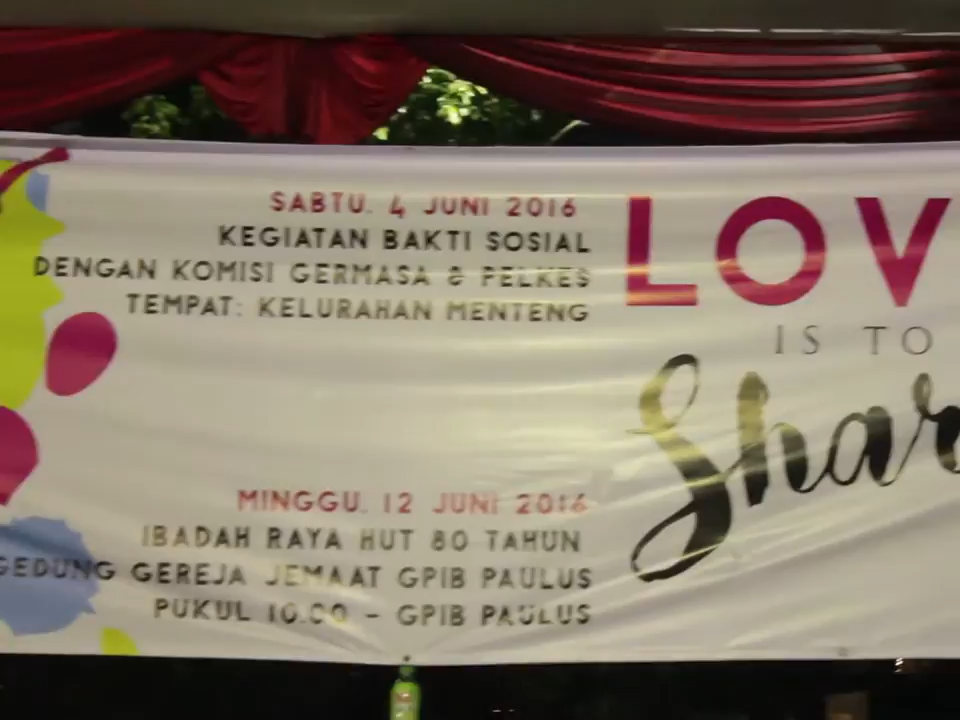 SABTU. 4 JUNI 2016
KEGIATAN BAKTI SOSIAL
DENGAN KOMISI GERMASA & PELKES
TEMPAT: KELURAHAN MENTENG
MINGGU. 12 JUNI 2016
IBADAH RAYA HUT 80 TAHUN
GEDUNG GEREJA JEMAAT GPIB PAULUS
PUKUL 10.00 - GPIB PAULUS
LOV
IS TO
Shar